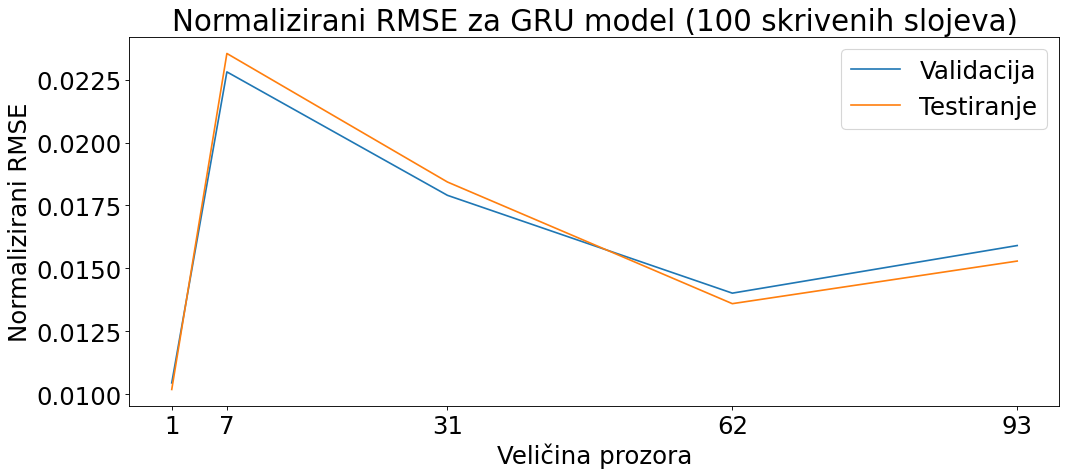 Normalizirani RMSE za GRU model (100 skrivenih slojeva)
Validacija
Testiranje
Normalizirani RMSE
0.0225
0.0200
0.0175
0.0150
0.0125
0.0100
1 7 31 62 93
Veličina prozora